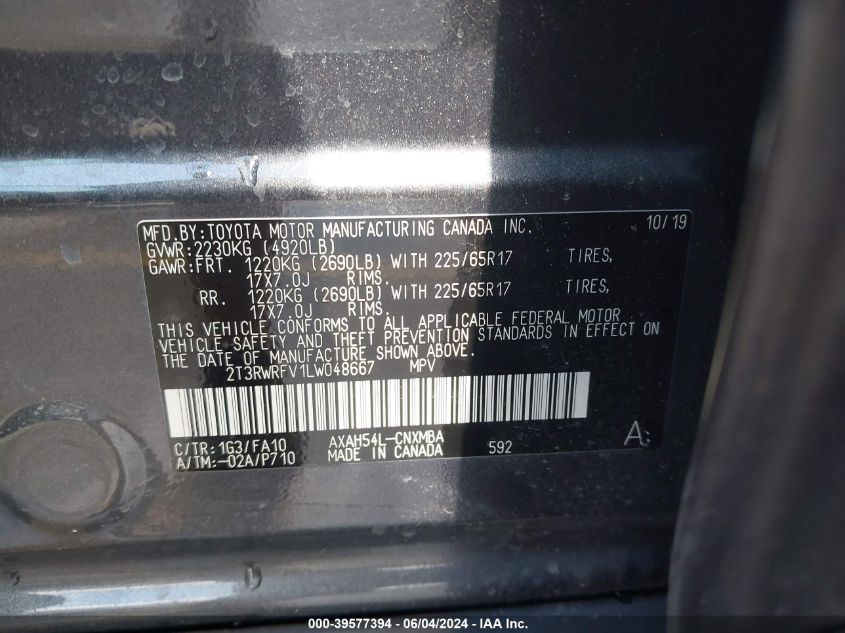 MFD.BY:TOYOTA MOTOR MANUFACTURING CANADA INC. 10/19
GVWR:2230KG (4920LB)
GAWR:FRT. 1220KG (2690LB) WITH 225/65R17 TIRES,
17X7.0J RIMS.
RR. 1220KG (2690LB) WITH 225/65R17 TIRES,
17X7.0J RIMS.
THIS VEHICLE CONFORMS TO ALL APPLICABLE FEDERAL MOTOR
VEHICLE SAFETY AND THEFT PREVENTION STANDARDS IN EFFECT ON
THE DATE OF MANUFACTURE SHOWN ABOVE.
2T3RWRFV1LW048667 MPV
C/TR:1G3/FA10 AXAH54L-CNXMBA
A/TM:-02A/P710 MADE IN CANADA 592 A:
000-39577394 - 06/04/2024 - IAA Inc.